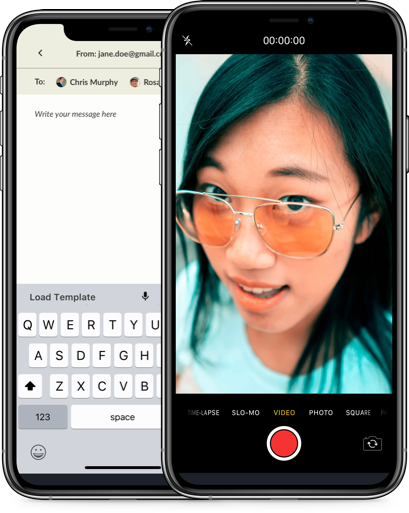 From: jane.doe@gmail.c
To: Chris Murphy Rosa
Write your message here
Load Template
Q W E R T Y U
A S D F G H
Z X C V B
123 space
00:00:00
TIME-LAPSE SLO-MO VIDEO PHOTO SQUARE